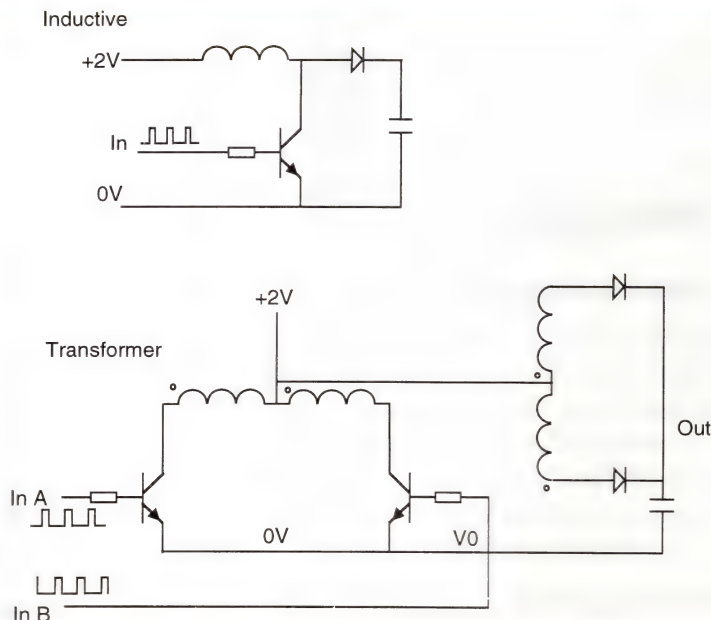 Inductive
+2V
In
0V
+2V
Transformer
Out
In A
0V
V0
In B